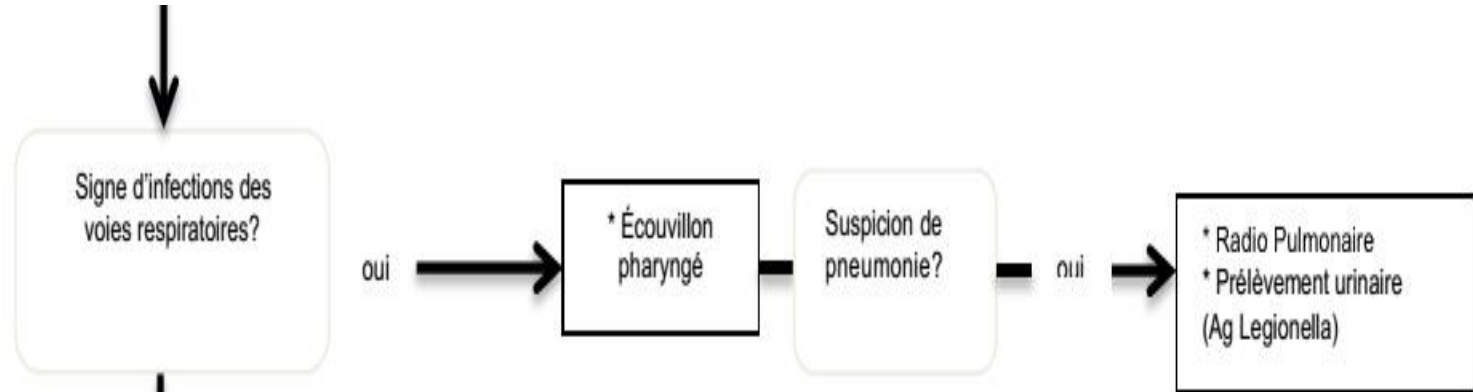 Signe d'infections des
voies respiratoires?
oui
* Écouvillon
pharyngé
Suspicion de
pneumonie?
oui
* Radio Pulmonaire
* Prélèvement urinaire
(Ag Legionella)